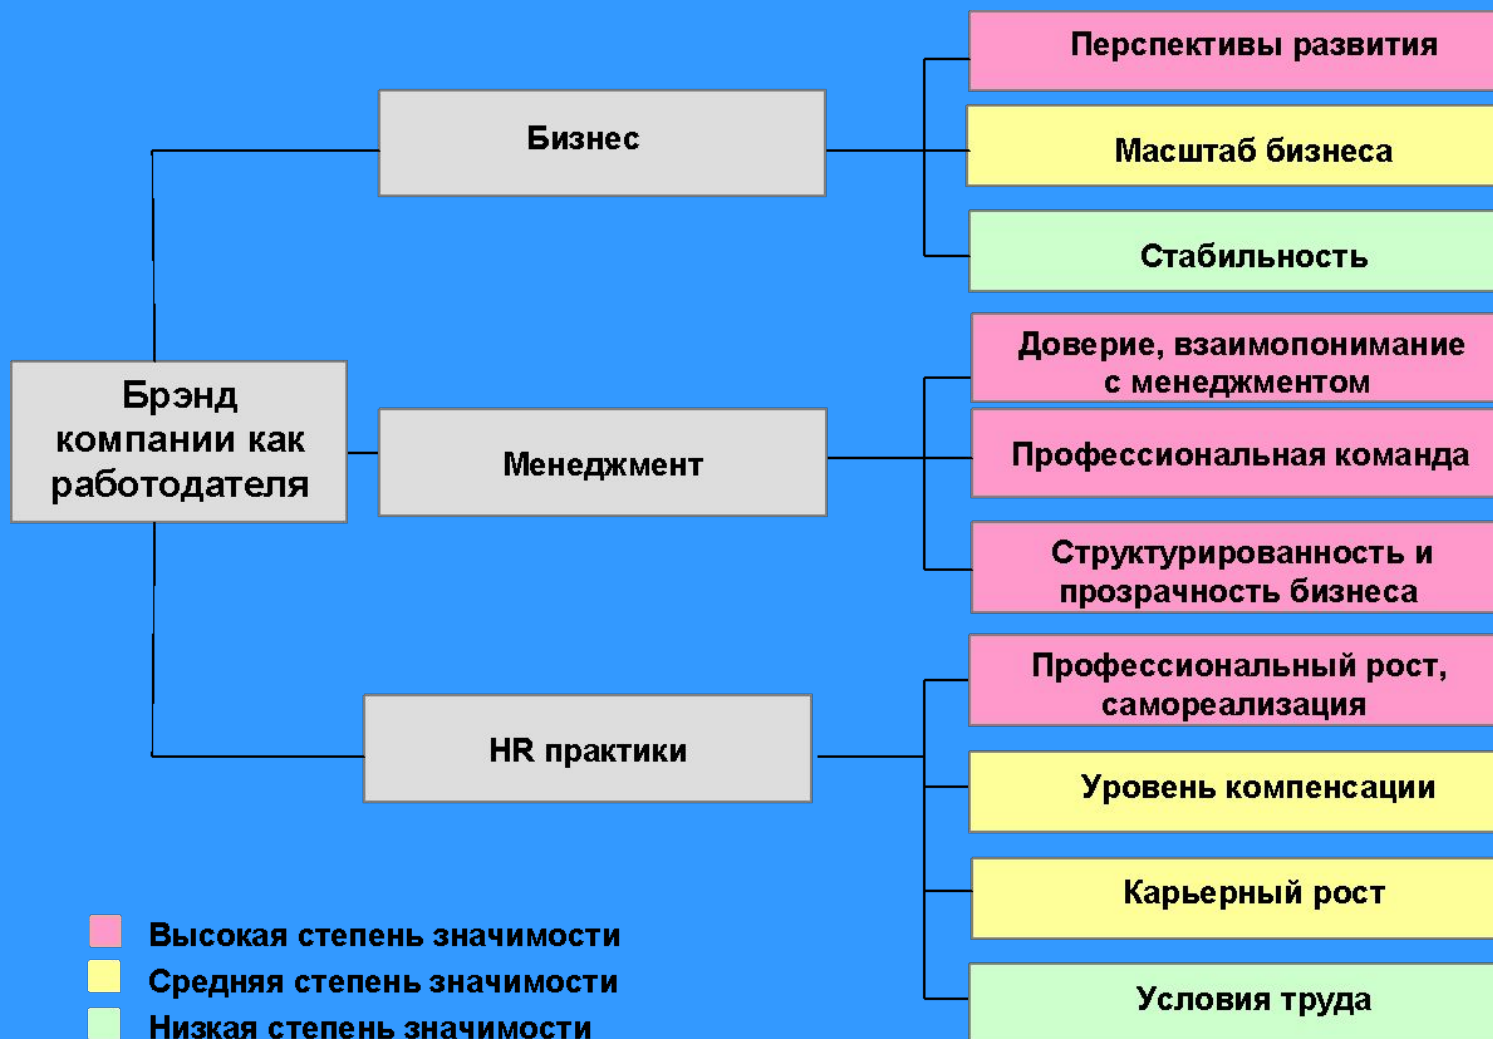 Перспективы развития
Бизнес
Масштаб бизнеса
Стабильность
Доверие, взаимопонимание
с менеджментом
Брэнд
компании как
работодателя
Менеджмент
Профессиональная команда
Структурированность и
прозрачность бизнеса
Профессиональный рост,
самореализация
HR практики
Уровень компенсации
Карьерный рост
Условия труда
Высокая степень значимости
Средняя степень значимости
Низкая степень значимости